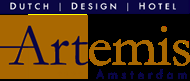 DUTCH | DESIGN | HOTEL
Artemis
Amsterdam